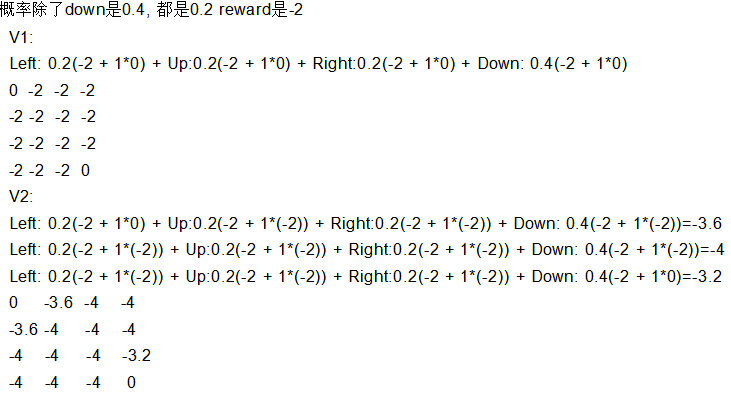 概率除了down是0.4, 都是0.2 reward是-2
V1:
Left: 0.2(-2 + 1*0) + Up:0.2(-2 + 1*0) + Right:0.2(-2 + 1*0) + Down: 0.4(-2 + 1*0)
0 -2 -2 -2
-2 -2 -2 -2
-2 -2 -2 -2
-2 -2 -2 0
V2:
Left: 0.2(-2 + 1*0) + Up:0.2(-2 + 1*(-2)) + Right:0.2(-2 + 1*(-2)) + Down: 0.4(-2 + 1*(-2))=-3.6
Left: 0.2(-2 + 1*(-2)) + Up:0.2(-2 + 1*(-2)) + Right:0.2(-2 + 1*(-2)) + Down: 0.4(-2 + 1*(-2))=-4
Left: 0.2(-2 + 1*(-2)) + Up:0.2(-2 + 1*(-2)) + Right:0.2(-2 + 1*(-2)) + Down: 0.4(-2 + 1*0)=-3.2
0 -3.6 -4 -4
-3.6 -4 -4 -4
-4 -4 -4 -3.2
-4 -4 -4 0